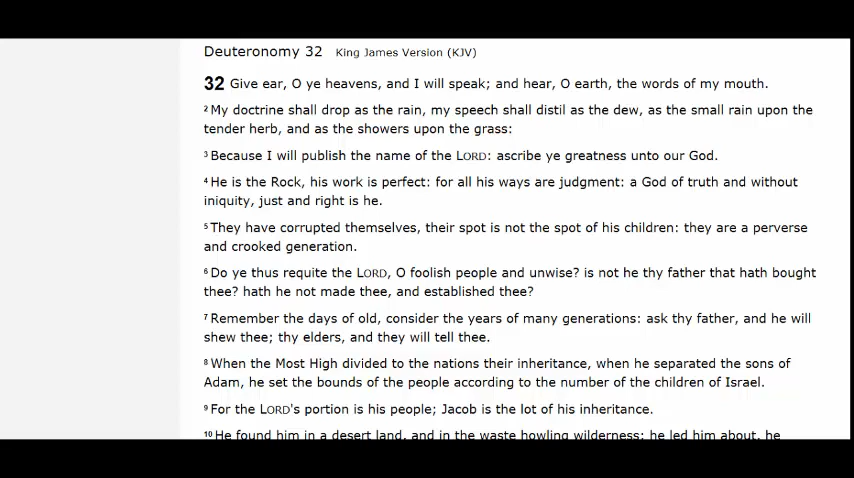 Deuteronomy 32 King James Version (KJV)
32 Give ear, O ye heavens, and I will speak; and hear, O earth, the words of my mouth.
2 My doctrine shall drop as the rain, my speech shall distil as the dew, as the small rain upon the
tender herb, and as the showers upon the grass:
3 Because I will publish the name of the LORD: ascribe ye greatness unto our God.
4 He is the Rock, his work is perfect: for all his ways are judgment: a God of truth and without
iniquity, just and right is he.
5 They have corrupted themselves, their spot is not the spot of his children: they are a perverse
and crooked generation.
6 Do ye thus requite the LORD, O foolish people and unwise? is not he thy father that hath bought
thee? hath he not made thee, and established thee?
7 Remember the days of old, consider the years of many generations: ask thy father, and he will
shew thee; thy elders, and they will tell thee.
8 When the Most High divided to the nations their inheritance, when he separated the sons of
Adam, he set the bounds of the people according to the number of the children of Israel.
9 For the LORD's portion is his people; Jacob is the lot of his inheritance.
10 He found him in a desert land, and in the waste howling wilderness; he led him about, he